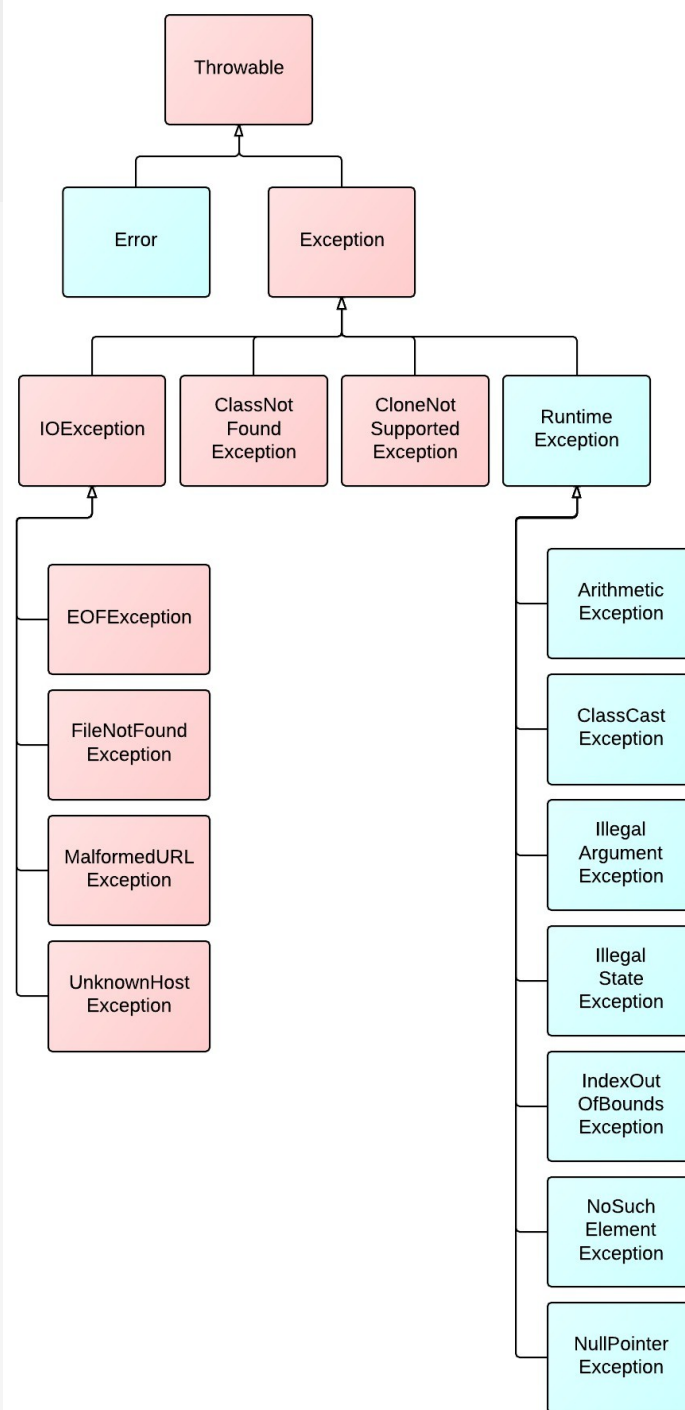 Throwable
Error
Exception
IOException
ClassNot
Found
Exception
CloneNot
Supported
Exception
Runtime
Exception
EOFException
FileNotFound
Exception
MalformedURL
Exception
UnknownHost
Exception
Arithmetic
Exception
ClassCast
Exception
Illegal
Argument
Exception
Illegal
State
Exception
IndexOut
OfBounds
Exception
NoSuch
Element
Exception
NullPointer
Exception